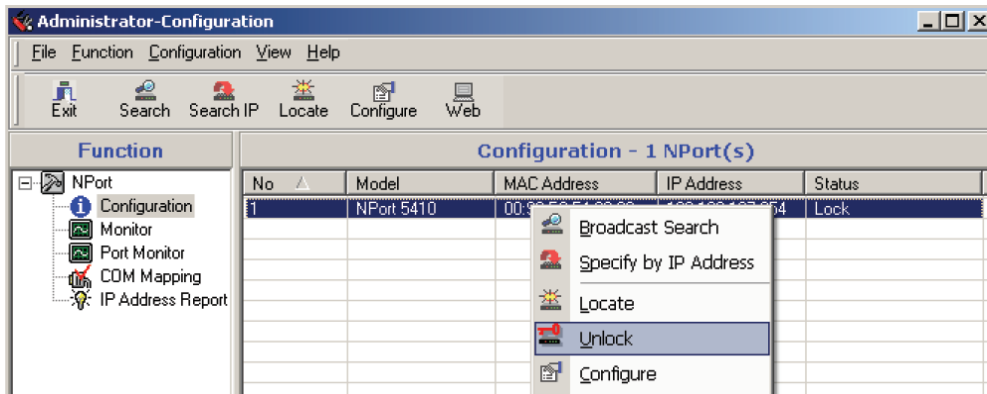 Administrator-Configuration
File Function Configuration View Help
Exit Search Search IP Locate Configure Web
Function
Configuration - 1 NPort(s)
NPort
Configuration
Monitor
Port Monitor
COM Mapping
IP Address Report
No Model MAC Address IP Address Status
1 NPort 5410 Lock
Broadcast Search
Specify by IP Address
Locate
Unlock
Configure